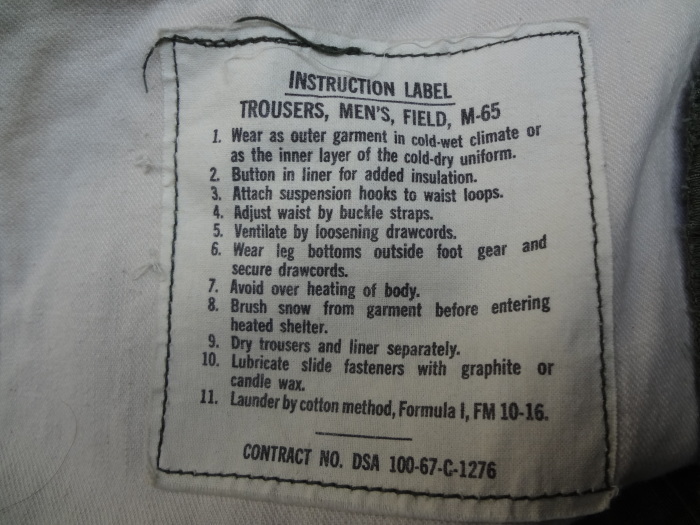 INSTRUCTION LABEL
TROUSERS, MEN'S, FIELD, M-65
1. Wear as outer garment in cold-wet climate or
as the inner layer of the cold-dry uniform.
2. Button in liner for added insulation.
3. Attach suspension hooks to waist loops.
4. Adjust waist by buckle straps.
5. Ventilate by loosening drawcords.
6. Wear leg bottoms outside foot gear and
secure drawcords.
7. Avoid over heating of body.
8. Brush snow from garment before entering
heated shelter.
9. Dry trousers and liner separately.
10. Lubricate slide fasteners with graphite or
candle wax.
11. Launder by cotton method, Formula I, FM 10-16.
CONTRACT NO. DSA 100-67-C-1276